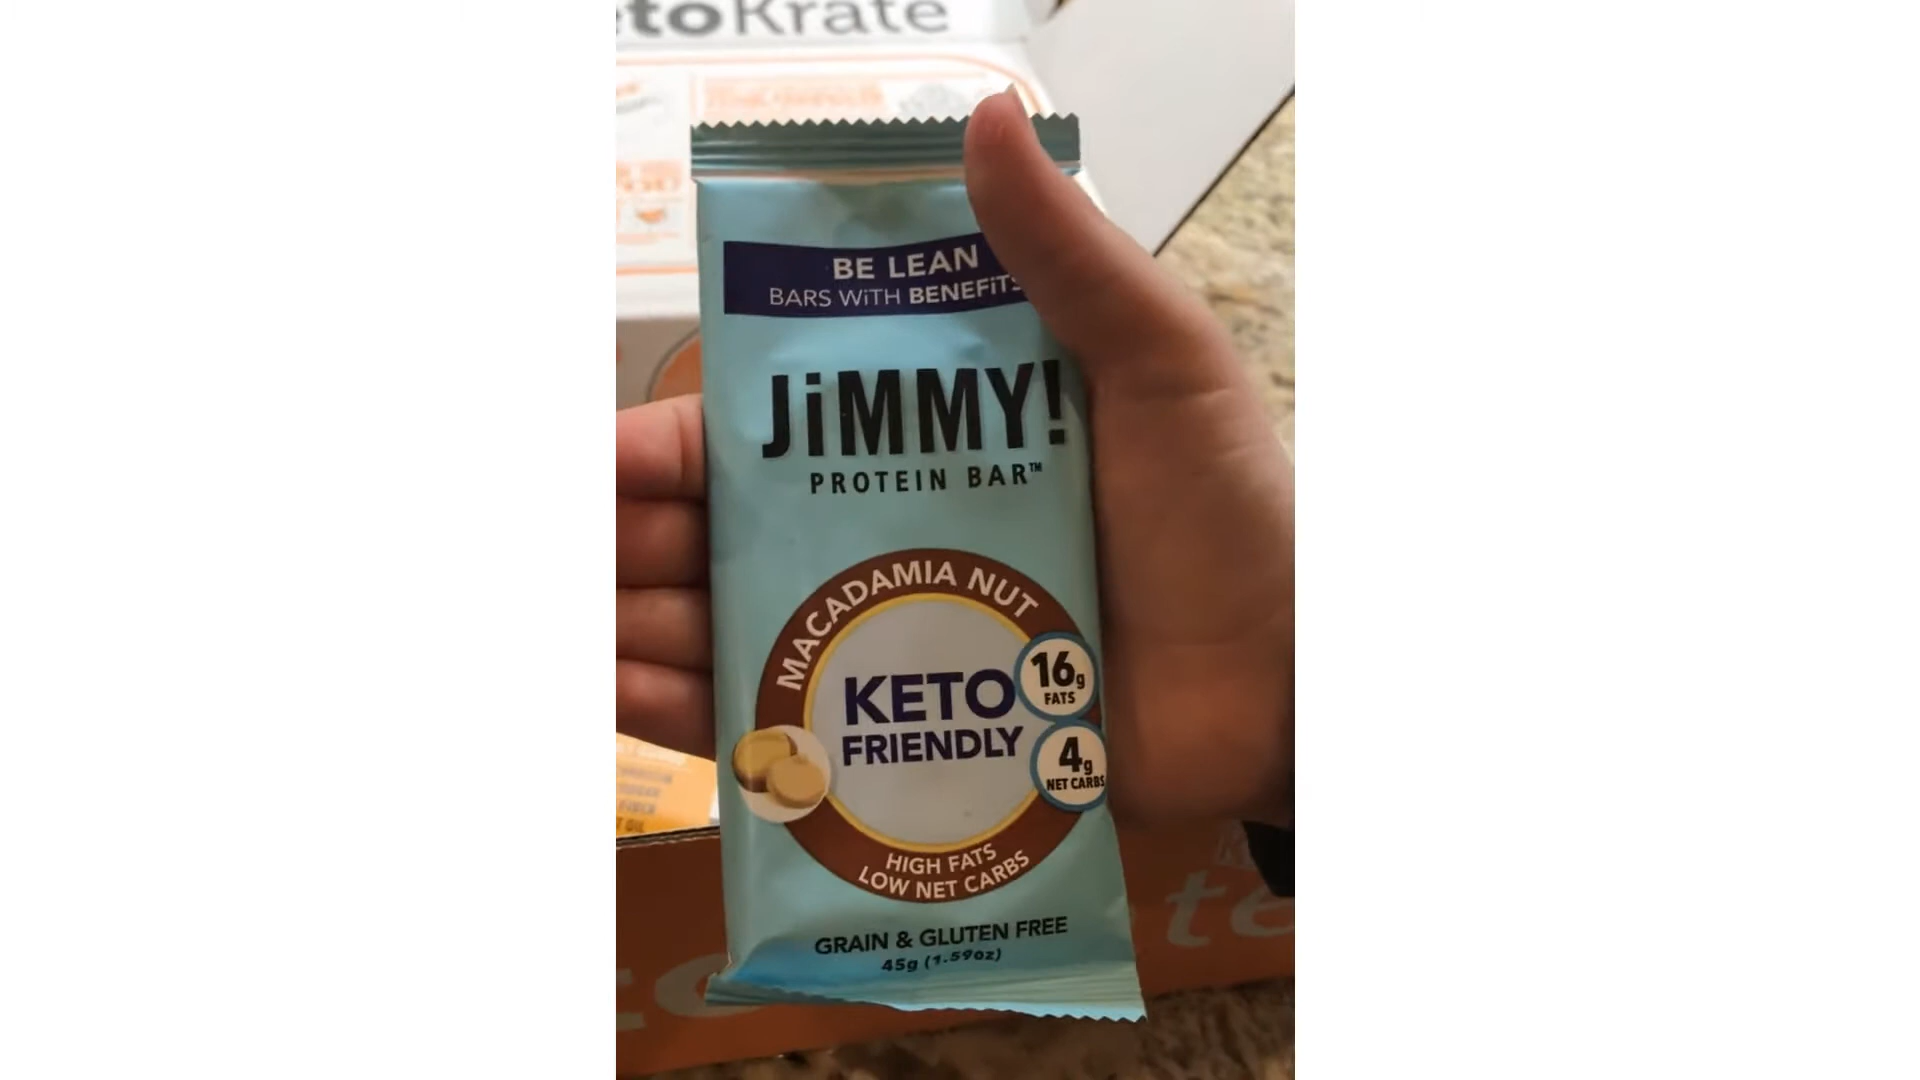 toKrate
BE LEAN
BARS WiTH BENEFiTS
JiMMY!
PROTEIN BAR™
MACADAMIA NUT
KETO
FRIENDLY
16g
FATS
4g
NET CARBS
HIGH FATS
LOW NET CARBS
GRAIN & GLUTEN FREE
45g (1.59oz)